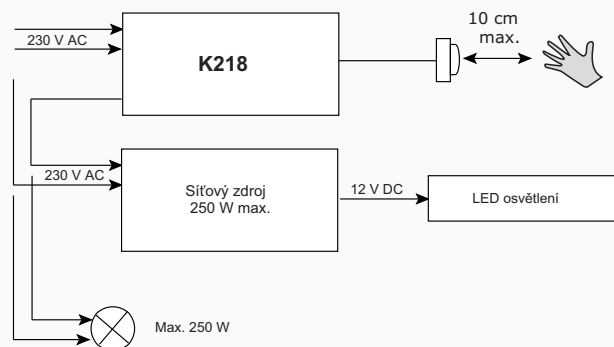 230 V AC
K218
10 cm
max.
230 V AC
Síťový zdroj
250 W max.
12 V DC
LED osvětlení
Max. 250 W